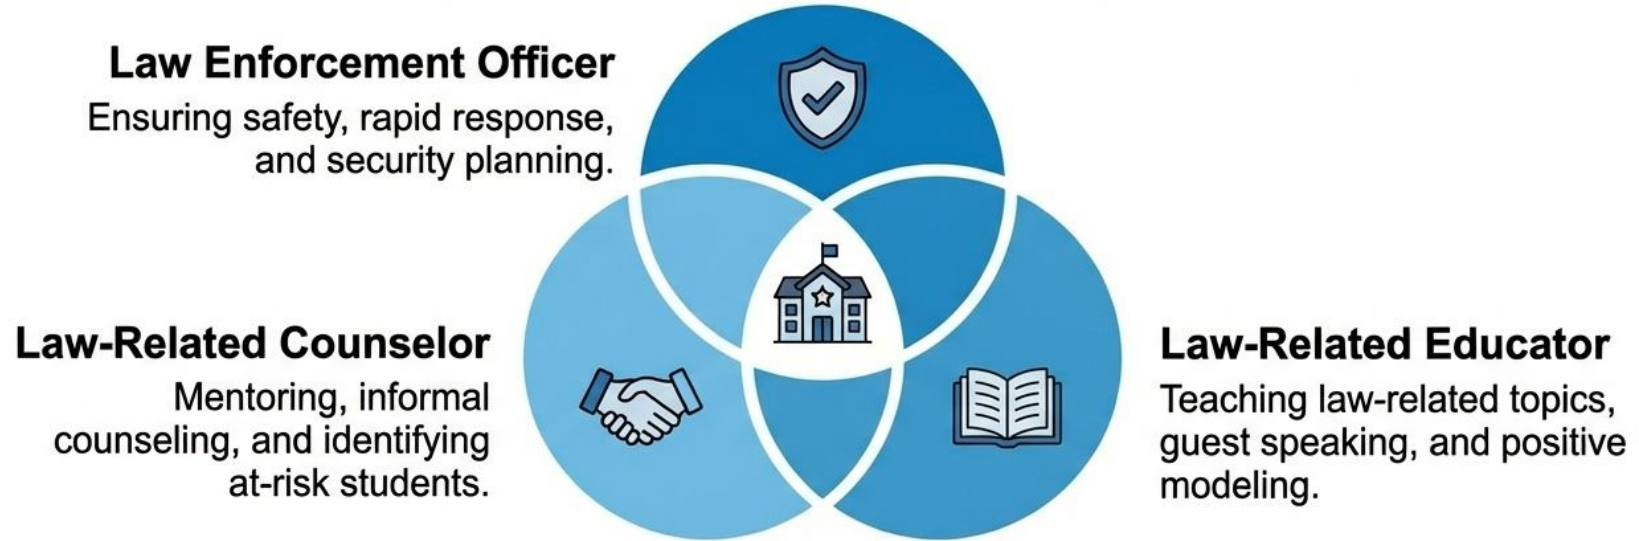 Law Enforcement Officer
Ensuring safety, rapid response,
and security planning.
Law-Related Counselor
Mentoring, informal
counseling, and identifying
at-risk students.
Law-Related Educator
Teaching law-related topics,
guest speaking, and positive
modeling.